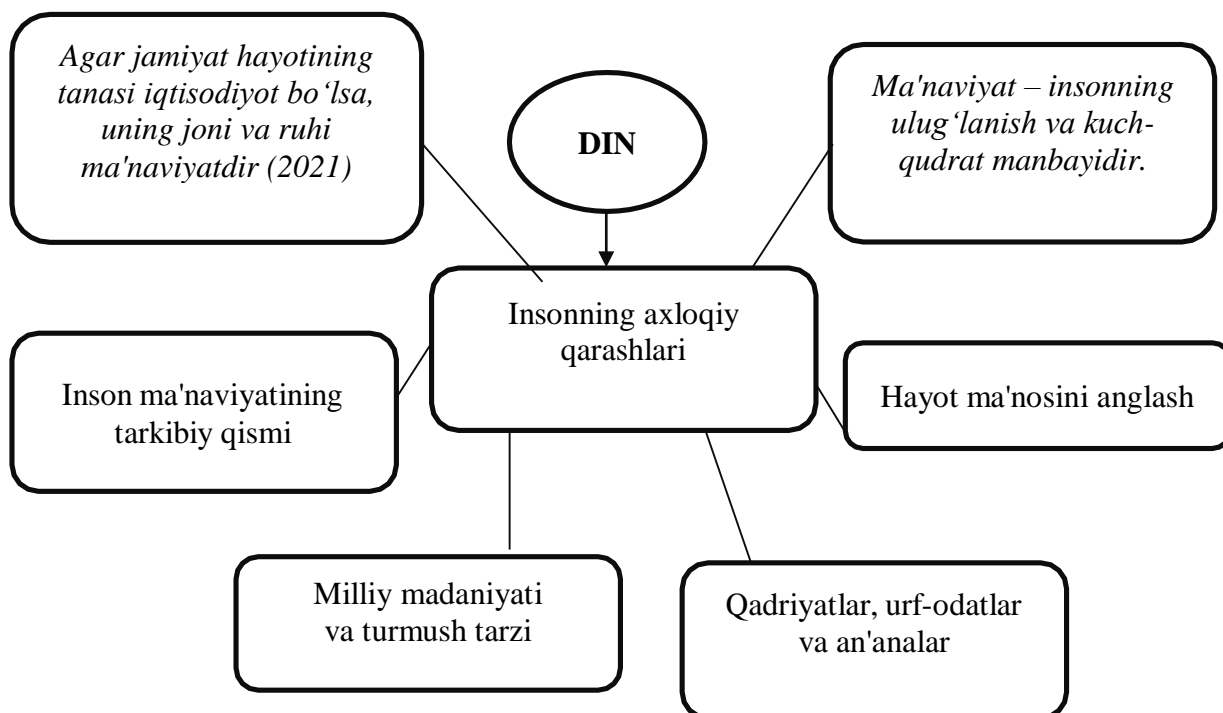 Agar jamiyat hayotining
tanasi iqtisodiyot bo‘lsa,
uning joni va ruhi
ma'naviyatdir (2021)
DIN
Ma'naviyat – insonning
ulug‘lanish va kuch-
qudrat manbayidir.
Insonning axloqiy
qarashlari
Inson ma'naviyatining
tarkibiy qismi
Hayot ma'nosini anglash
Milliy madaniyati
va turmush tarzi
Qadriyatlar, urf-odatlar
va an'analar